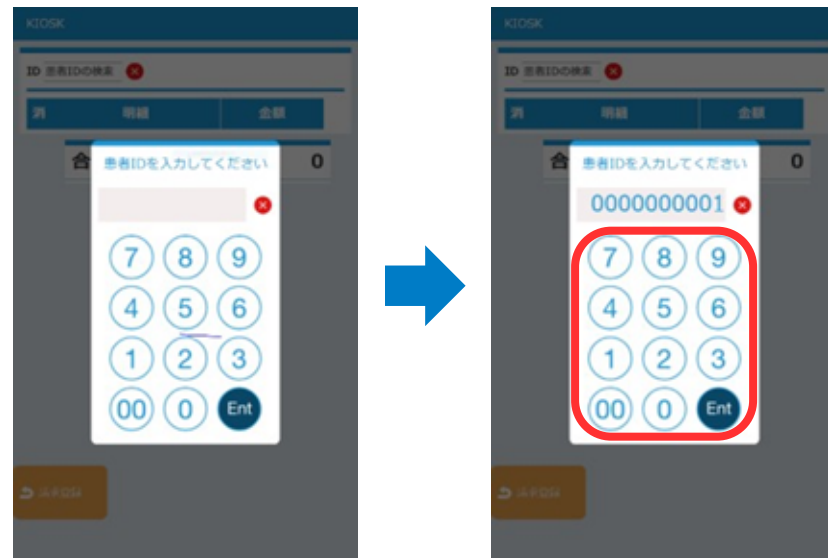 KIOSK
ID 患者IDの検索
消 明細 金額
合 0
患者IDを入力してください
7 8 9
4 5 6
1 2 3
00 0 Ent
KIOSK
ID 患者IDの検索
消 明細 金額
合 0
患者IDを入力してください
0000000001
7 8 9
4 5 6
1 2 3
00 0 Ent